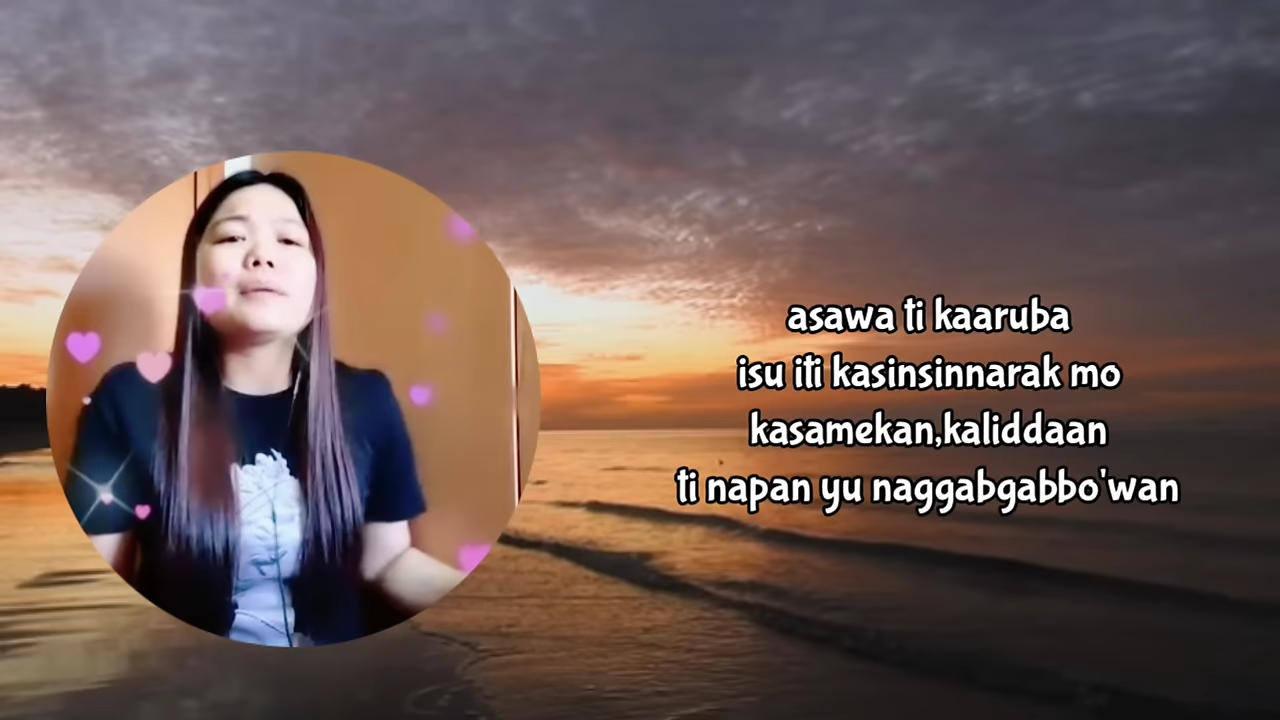 asawa ti kaaruba
isu iti kasinsinnarak mo
kasamekan,kaliddaan
ti napan yu naggabgabbo'wan